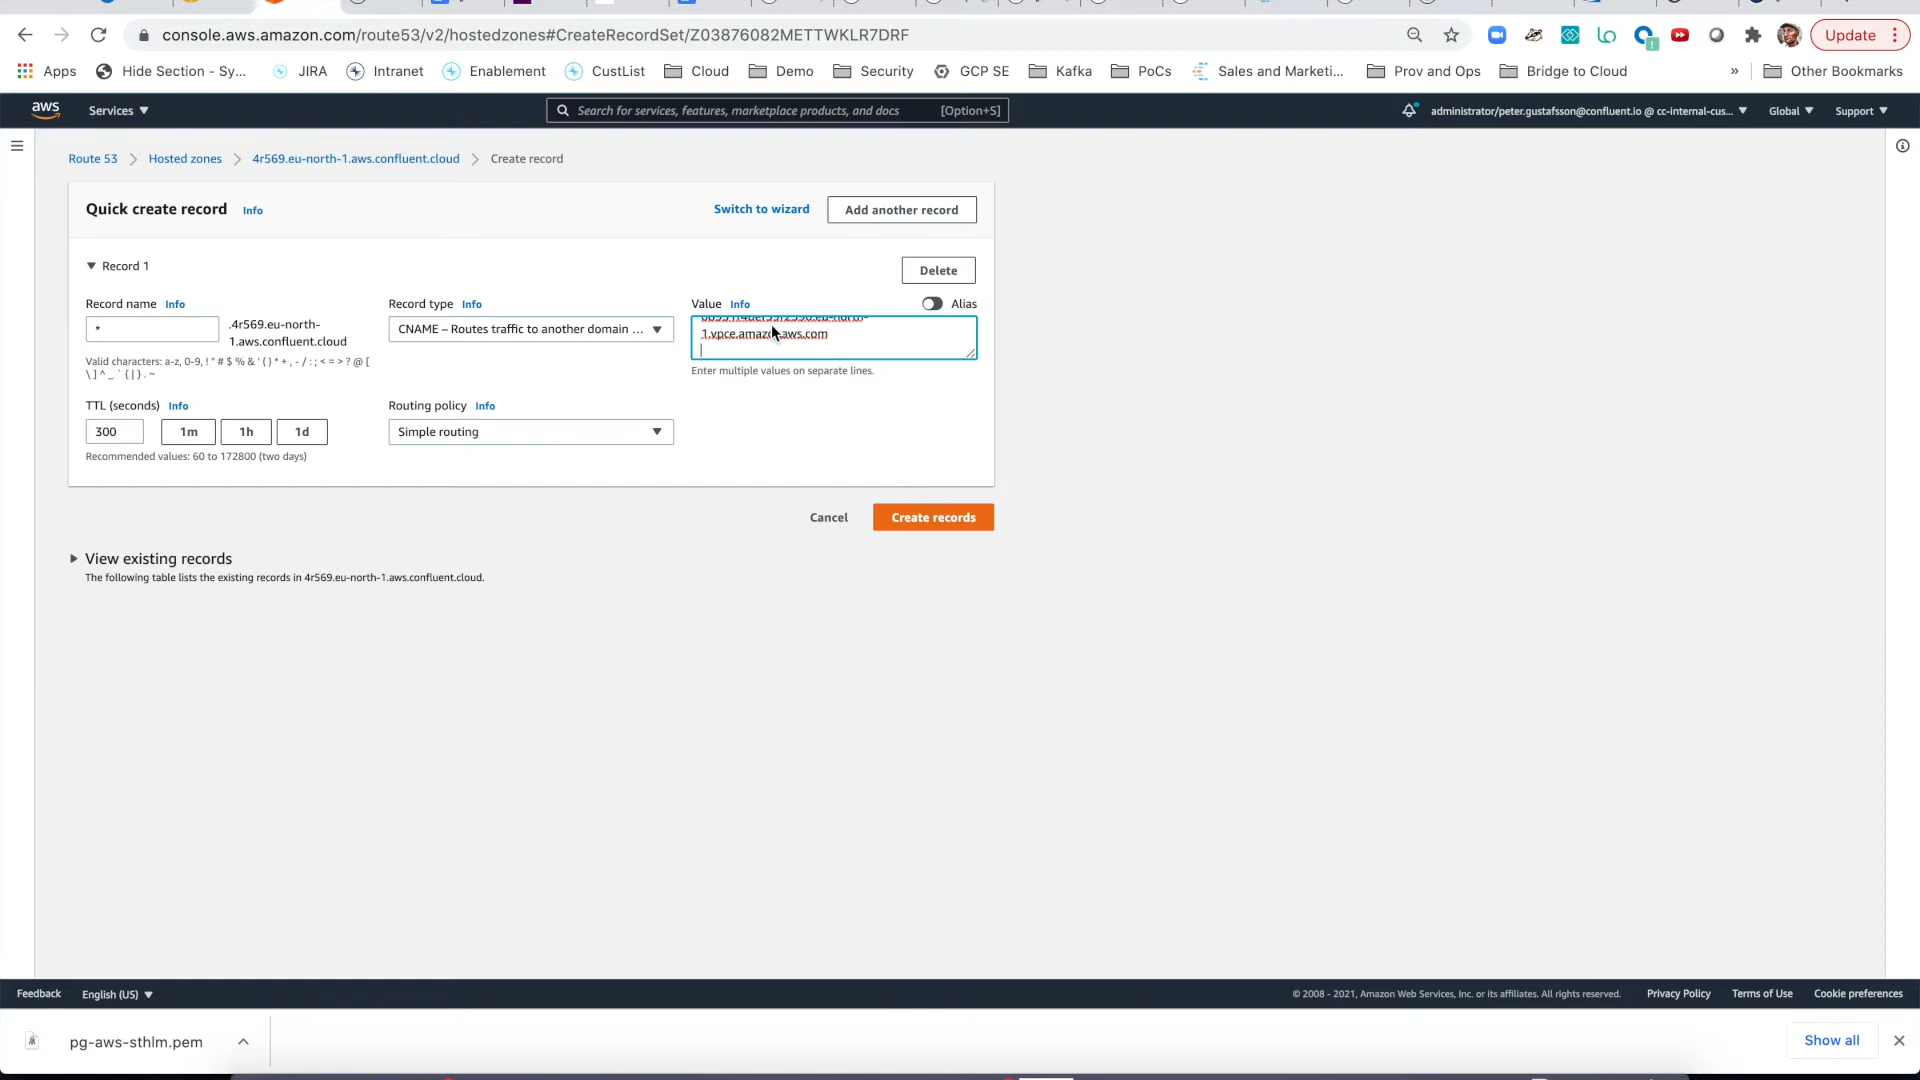 console.aws.amazon.com/route53/v2/hostedzones#CreateRecordSet/Z03876082METTWKLR7DRF
Update
Apps
Hide Section - Sy...
JIRA
Intranet
Enablement
CustList
Cloud
Demo
Security
GCP SE
Kafka
PoCs
Sales and Marketi...
Prov and Ops
Bridge to Cloud
»
Other Bookmarks
aws
Services
Search for services, features, marketplace products, and docs
[Option+S]
administrator/peter.gustafsson@confluent.io @ cc-internal-cus...
Global
Support
Route 53
Hosted zones
4r569.eu-north-1.aws.confluent.cloud
Create record
Quick create record
Info
Switch to wizard
Add another record
Record 1
Delete
Record name Info
Record type Info
Value Info
Alias
*
.4r569.eu-north-
1.aws.confluent.cloud
CNAME – Routes traffic to another domain ...
1.vpce.amazonaws.com
Valid characters: a-z, 0-9, ! " # $ % & ' ( ) * + , - / : ; < = > ? @ [
\ ] ^ _ ` { | } . ~
Enter multiple values on separate lines.
TTL (seconds) Info
Routing policy Info
300
1m
1h
1d
Simple routing
Recommended values: 60 to 172800 (two days)
Cancel
Create records
View existing records
The following table lists the existing records in 4r569.eu-north-1.aws.confluent.cloud.
Feedback
English (US)
© 2008 - 2021, Amazon Web Services, Inc. or its affiliates. All rights reserved.
Privacy Policy
Terms of Use
Cookie preferences
pg-aws-sthlm.pem
Show all